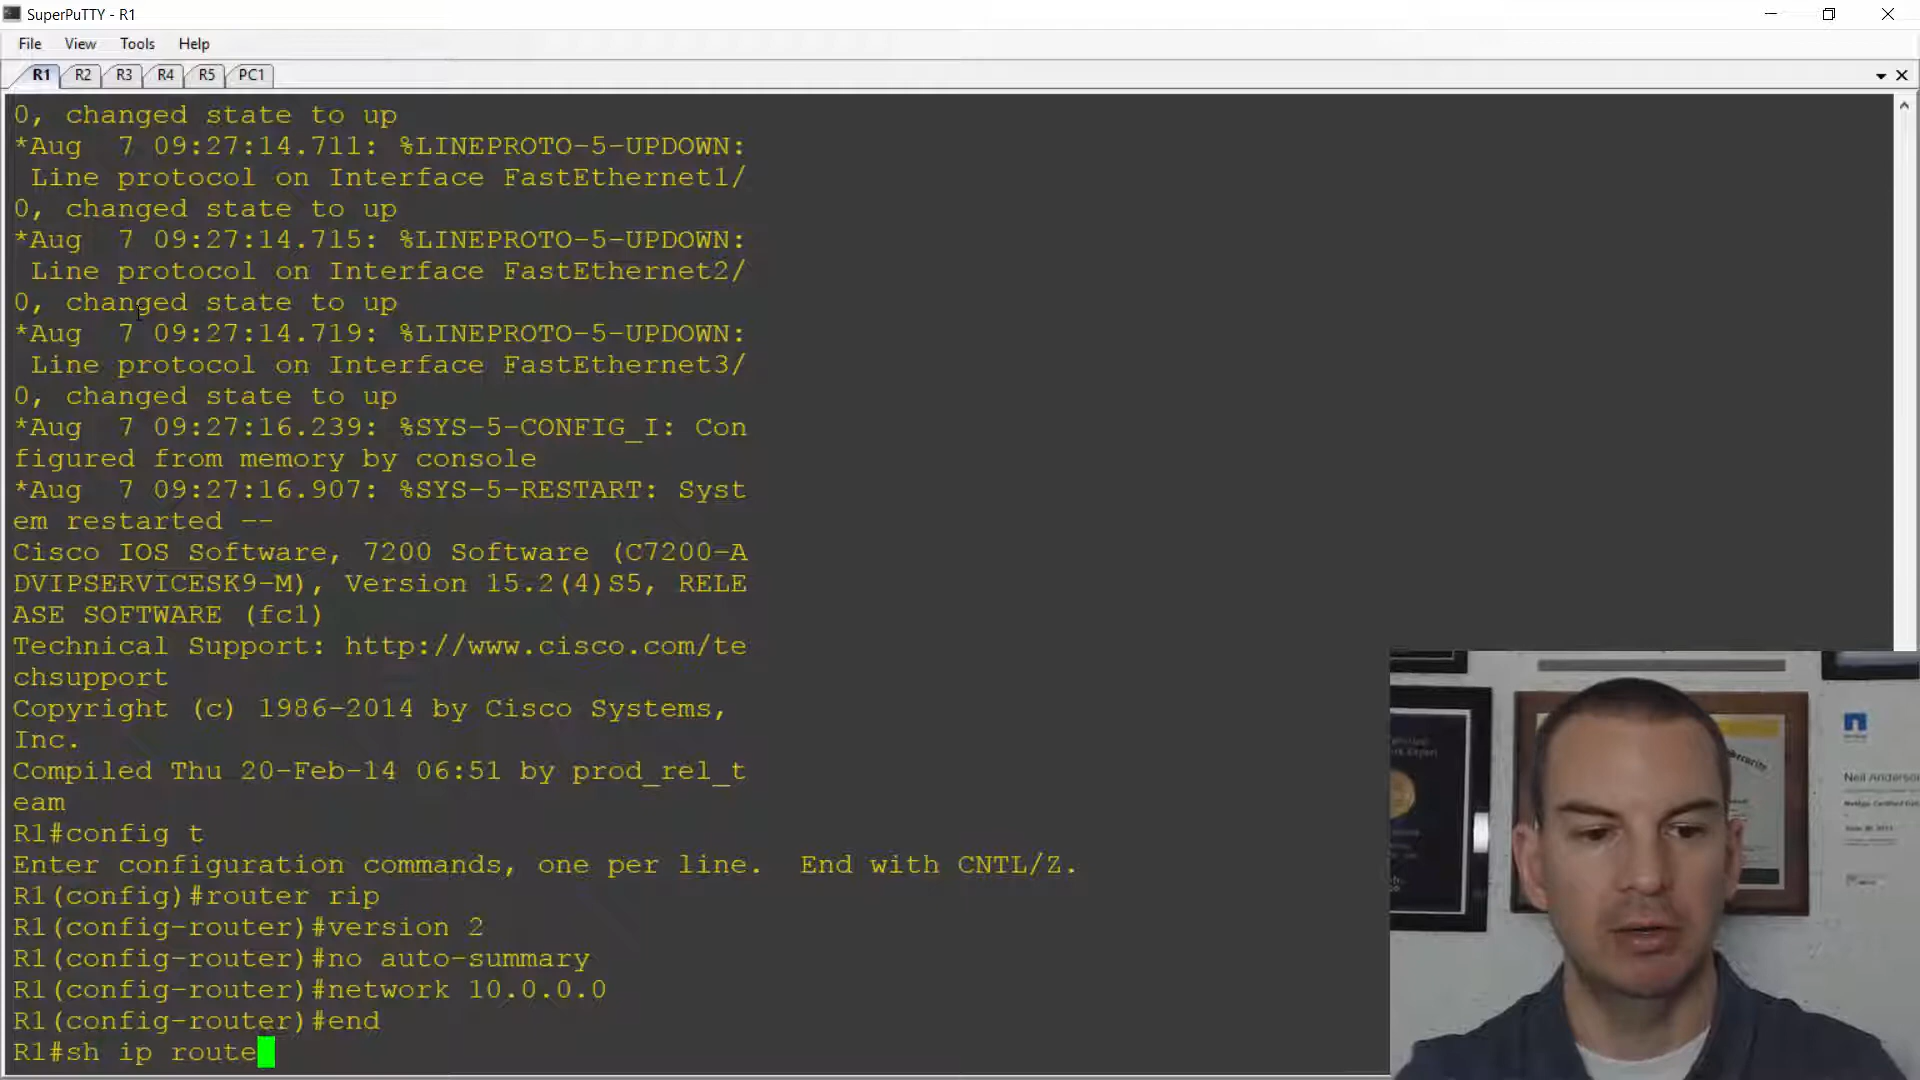 SuperPuTTY - R1
File View Tools Help
R1 R2 R3 R4 R5 PC1
0, changed state to up
*Aug  7 09:27:14.711: %LINEPROTO-5-UPDOWN:
 Line protocol on Interface FastEthernet1/
0, changed state to up
*Aug  7 09:27:14.715: %LINEPROTO-5-UPDOWN:
 Line protocol on Interface FastEthernet2/
0, changed state to up
*Aug  7 09:27:14.719: %LINEPROTO-5-UPDOWN:
 Line protocol on Interface FastEthernet3/
0, changed state to up
*Aug  7 09:27:16.239: %SYS-5-CONFIG_I: Con
figured from memory by console
*Aug  7 09:27:16.907: %SYS-5-RESTART: Syst
em restarted --
Cisco IOS Software, 7200 Software (C7200-A
DVIPSERVICESK9-M), Version 15.2(4)S5, RELE
ASE SOFTWARE (fc1)
Technical Support: http://www.cisco.com/te
chsupport
Copyright (c) 1986-2014 by Cisco Systems,
Inc.
Compiled Thu 20-Feb-14 06:51 by prod_rel_t
eam
R1#config t
Enter configuration commands, one per line.  End with CNTL/Z.
R1(config)#router rip
R1(config-router)#version 2
R1(config-router)#no auto-summary
R1(config-router)#network 10.0.0.0
R1(config-router)#end
R1#sh ip route
Neil Anderson